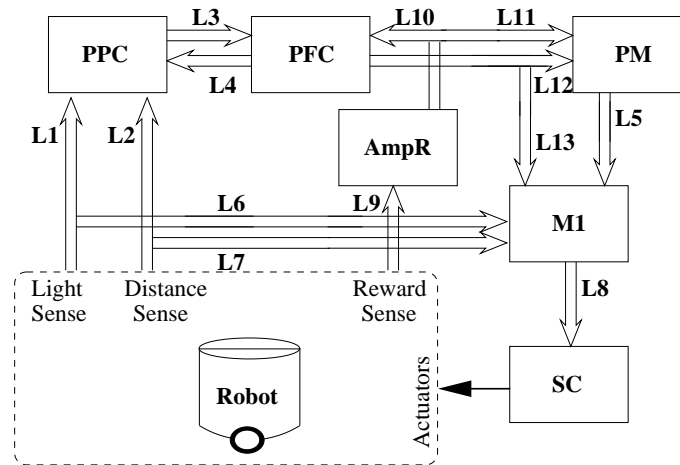 L3
L10
L11
PPC
PFC
PM
L4
L12
L1
L2
AmpR
L13
L5
L6
L9
M1
L7
Light
Sense
Distance
Sense
Reward
Sense
L8
Robot
Actuators
SC